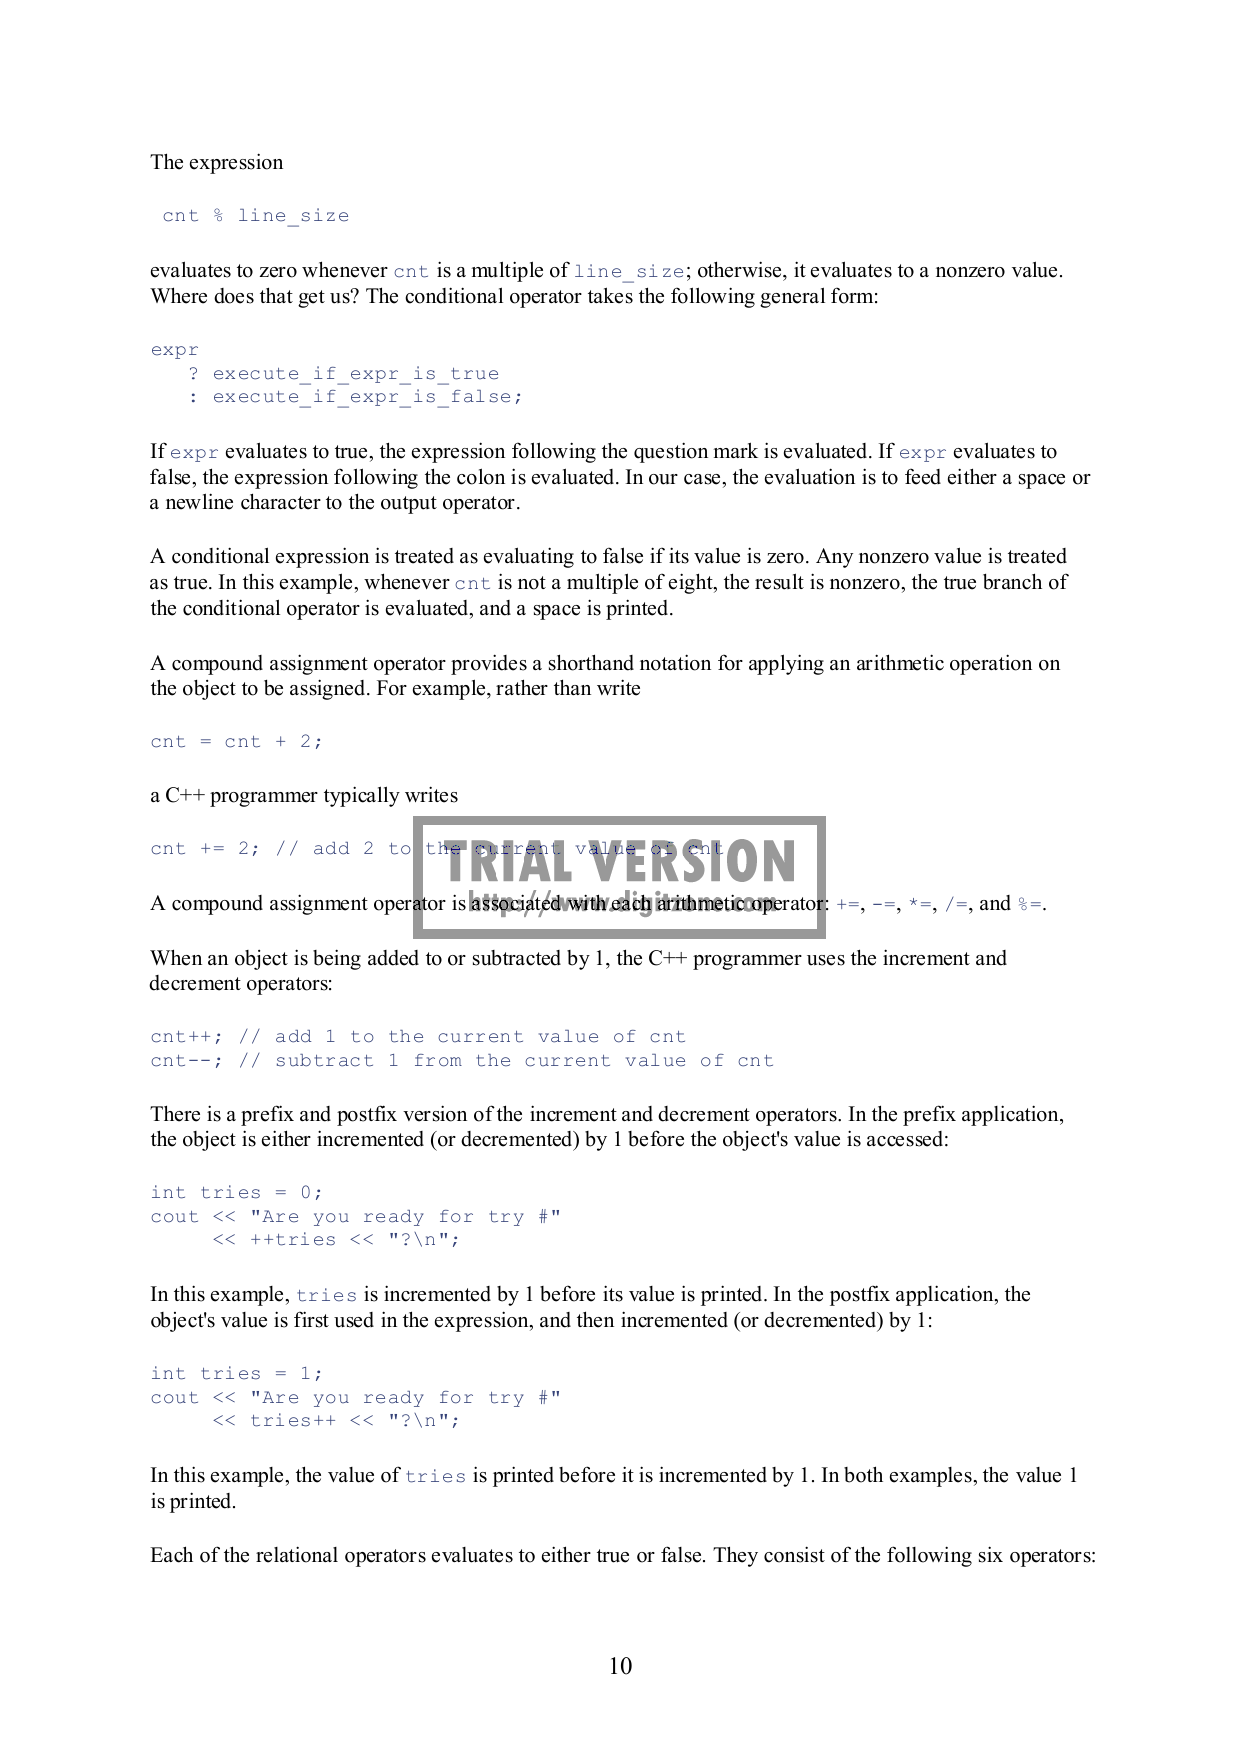 The expression
cnt % line_size
evaluates to zero whenever cnt is a multiple of line_size; otherwise, it evaluates to a nonzero value.
Where does that get us? The conditional operator takes the following general form:
expr
? execute_if_expr_is_true
: execute_if_expr_is_false;
If expr evaluates to true, the expression following the question mark is evaluated. If expr evaluates to
false, the expression following the colon is evaluated. In our case, the evaluation is to feed either a space or
a newline character to the output operator.
A conditional expression is treated as evaluating to false if its value is zero. Any nonzero value is treated
as true. In this example, whenever cnt is not a multiple of eight, the result is nonzero, the true branch of
the conditional operator is evaluated, and a space is printed.
A compound assignment operator provides a shorthand notation for applying an arithmetic operation on
the object to be assigned. For example, rather than write
cnt = cnt + 2;
a C++ programmer typically writes
cnt += 2; // add 2 to the current value of cnt
TRIAL VERSION
A compound assignment operator is associated with each arithmetic operator: +=, -=, *=, /=, and %=.
http://www.digitzone.com
When an object is being added to or subtracted by 1, the C++ programmer uses the increment and
decrement operators:
cnt++; // add 1 to the current value of cnt
cnt--; // subtract 1 from the current value of cnt
There is a prefix and postfix version of the increment and decrement operators. In the prefix application,
the object is either incremented (or decremented) by 1 before the object's value is accessed:
int tries = 0;
cout << "Are you ready for try #"
<< ++tries << "?\n";
In this example, tries is incremented by 1 before its value is printed. In the postfix application, the
object's value is first used in the expression, and then incremented (or decremented) by 1:
int tries = 1;
cout << "Are you ready for try #"
<< tries++ << "?\n";
In this example, the value of tries is printed before it is incremented by 1. In both examples, the value 1
is printed.
Each of the relational operators evaluates to either true or false. They consist of the following six operators:
10